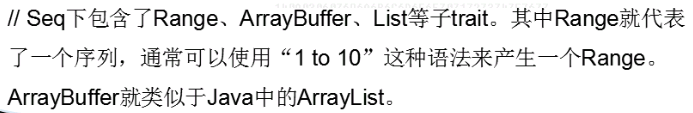 // Seq下包含了Range、ArrayBuffer、List等子trait。其中Range就代表
了一个序列，通常可以使用“1 to 10”这种语法来产生一个Range。
ArrayBuffer就类似于Java中的ArrayList。